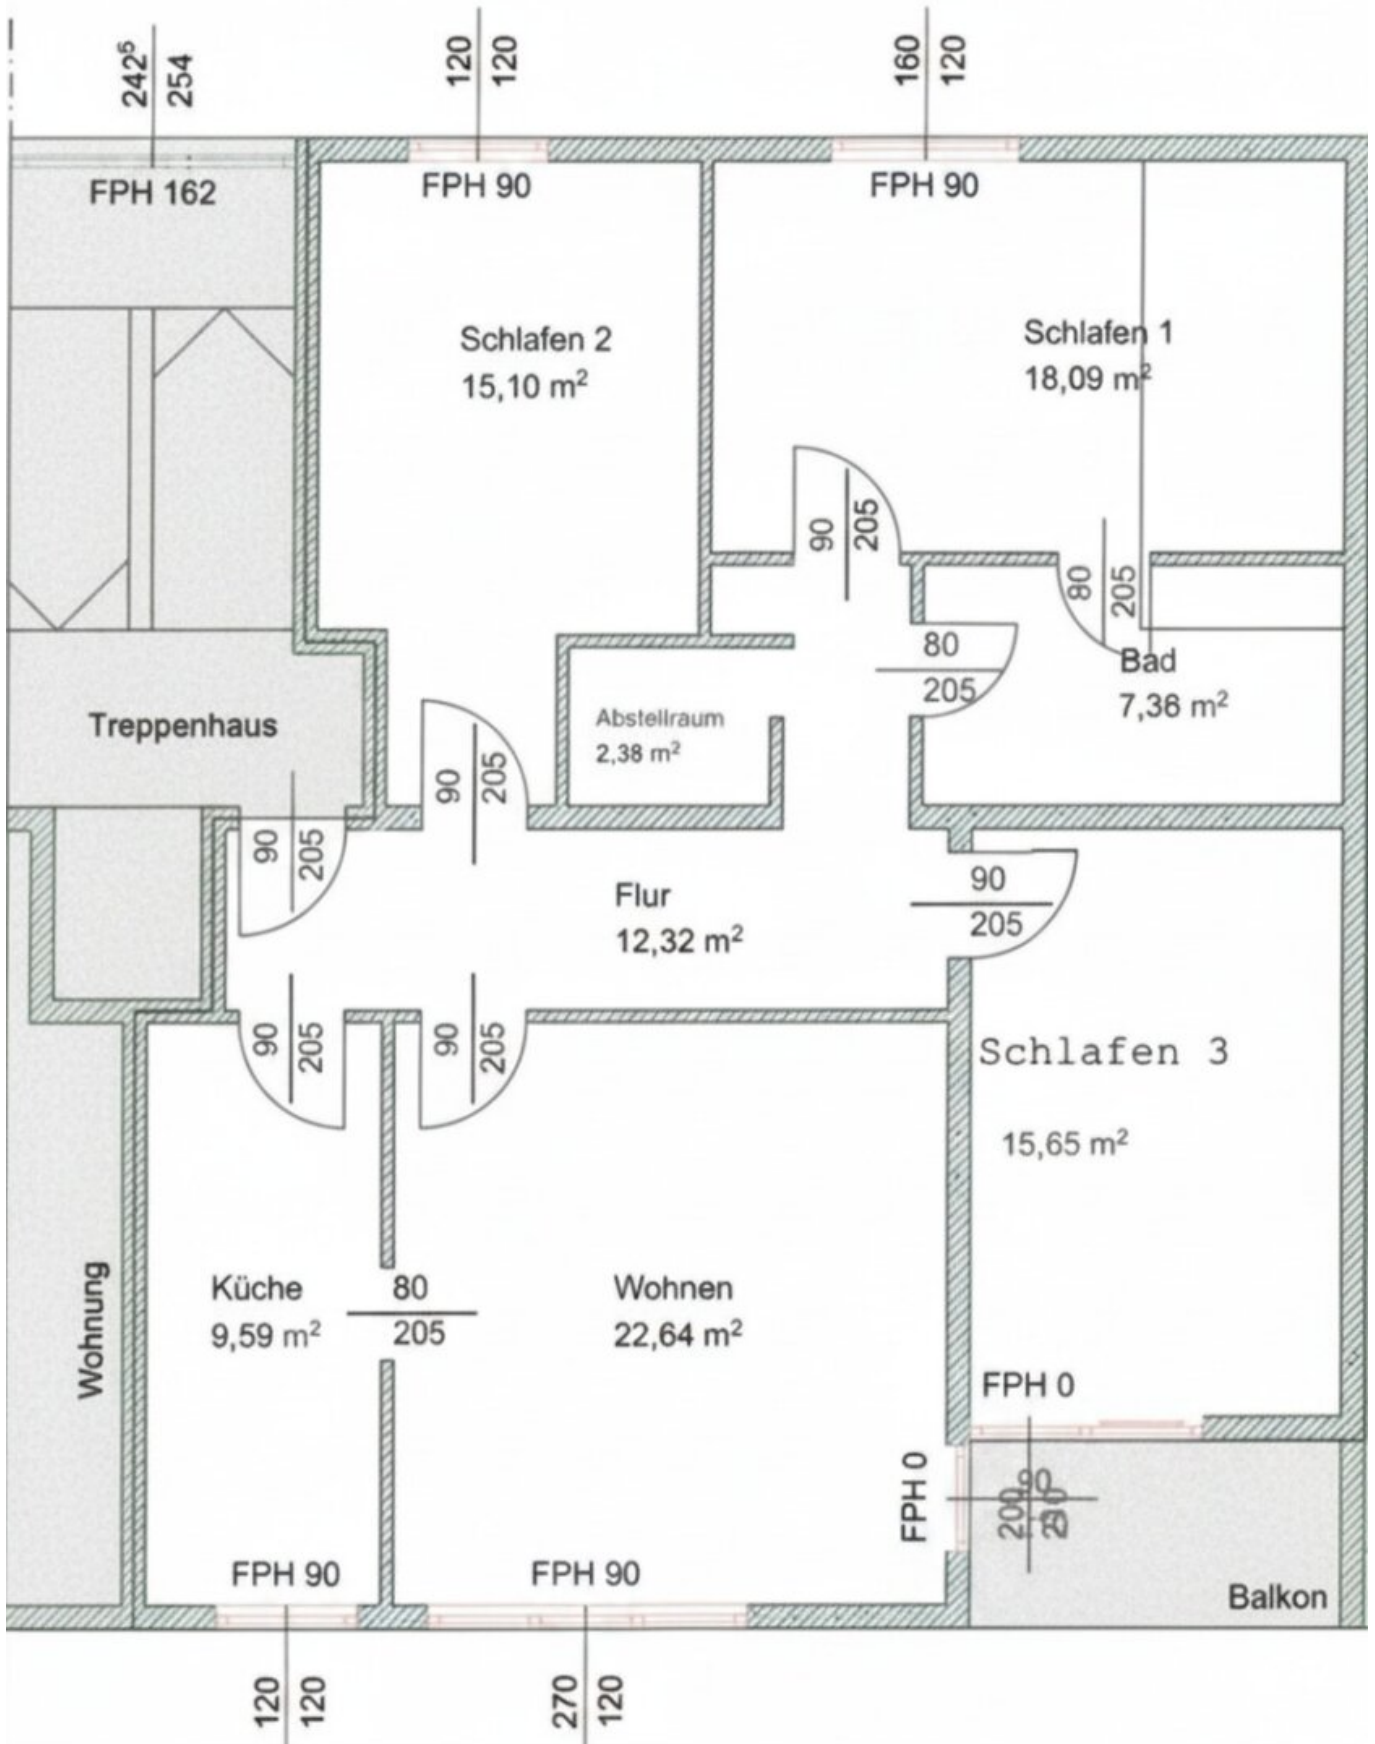 242⁵
254
120
120
160
120
FPH 162
FPH 90
FPH 90
Schlafen 2
15,10 m²
Schlafen 1
18,09 m²
90
205
80
205
80
205
Bad
7,36 m²
Treppenhaus
Abstellraum
2,38 m²
90
205
90
205
Flur
12,32 m²
90
205
90
205
90
205
Schlafen 3
15,65 m²
Wohnung
Küche
9,59 m²
80
205
Wohnen
22,64 m²
FPH 0
FPH 0
90
200
Balkon
FPH 90
FPH 90
120
120
270
120